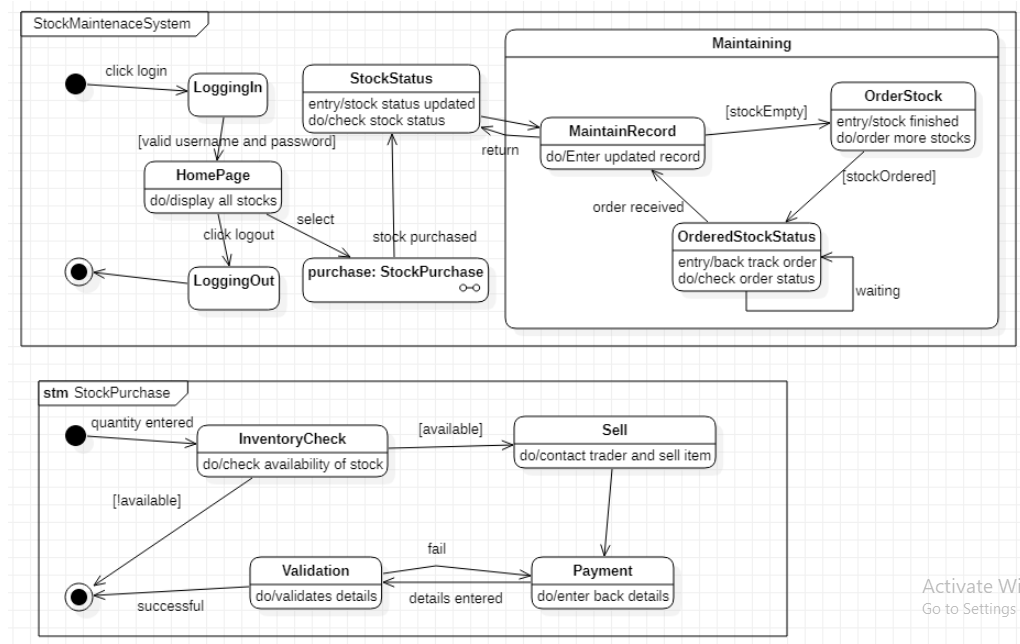 StockMaintenaceSystem
Maintaining
click login
LoggingIn
StockStatus
entry/stock status updated
do/check stock status
OrderStock
entry/stock finished
do/order more stocks
[stockEmpty]
MaintainRecord
do/Enter updated record
[valid username and password]
return
HomePage
do/display all stocks
[stockOrdered]
order received
select
click logout
stock purchased
OrderedStockStatus
entry/back track order
do/check order status
LoggingOut
purchase: StockPurchase
waiting
stm StockPurchase
quantity entered
InventoryCheck
do/check availability of stock
[available]
Sell
do/contact trader and sell item
[!available]
fail
Validation
do/validates details
Payment
do/enter back details
details entered
successful
Activate Wi
Go to Settings